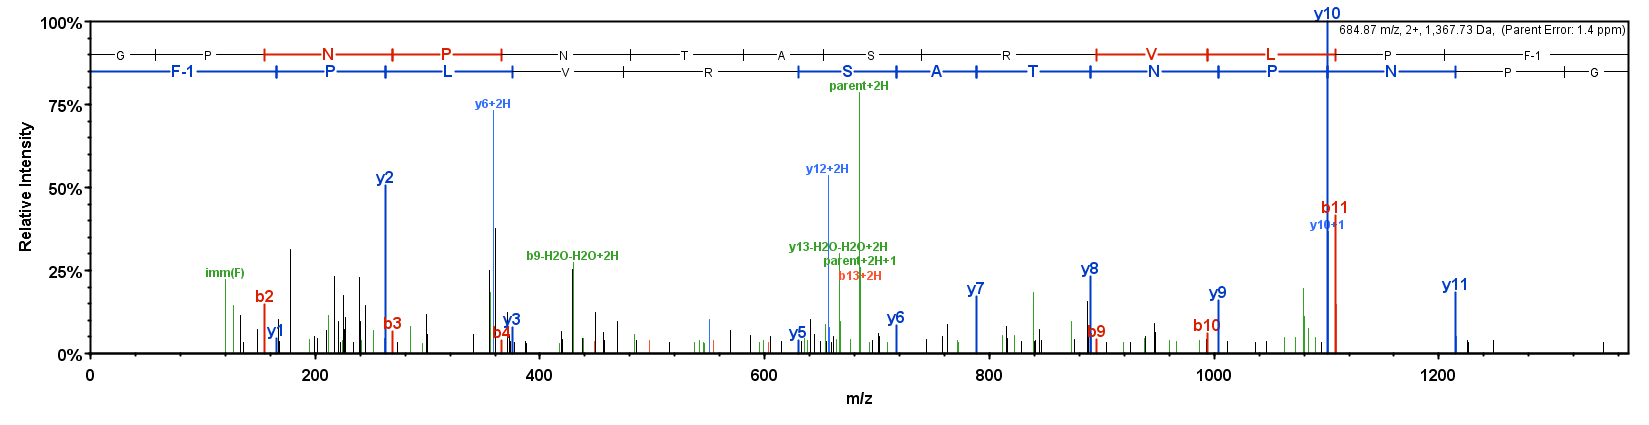 y10
100%
684.87 m/z, 2+, 1,367.73 Da, (Parent Error: 1.4 ppm)
G P N P N T A S R V L P F-1
F-1 P L V R S A T N P N P G
parent+2H
75%
y6+2H
y12+2H
y2
50%
b11
y10+1
y13-H2O-H2O+2H
b9-H2O-H2O+2H
parent+2H+1
25%
imm(F)
b13+2H
y8
y11
b2
y7
y9
y1
b3
y3
b4
y5
y6
b9
b10
0%
0 200 400 600 800 1000 1200
m/z
Relative Intensity